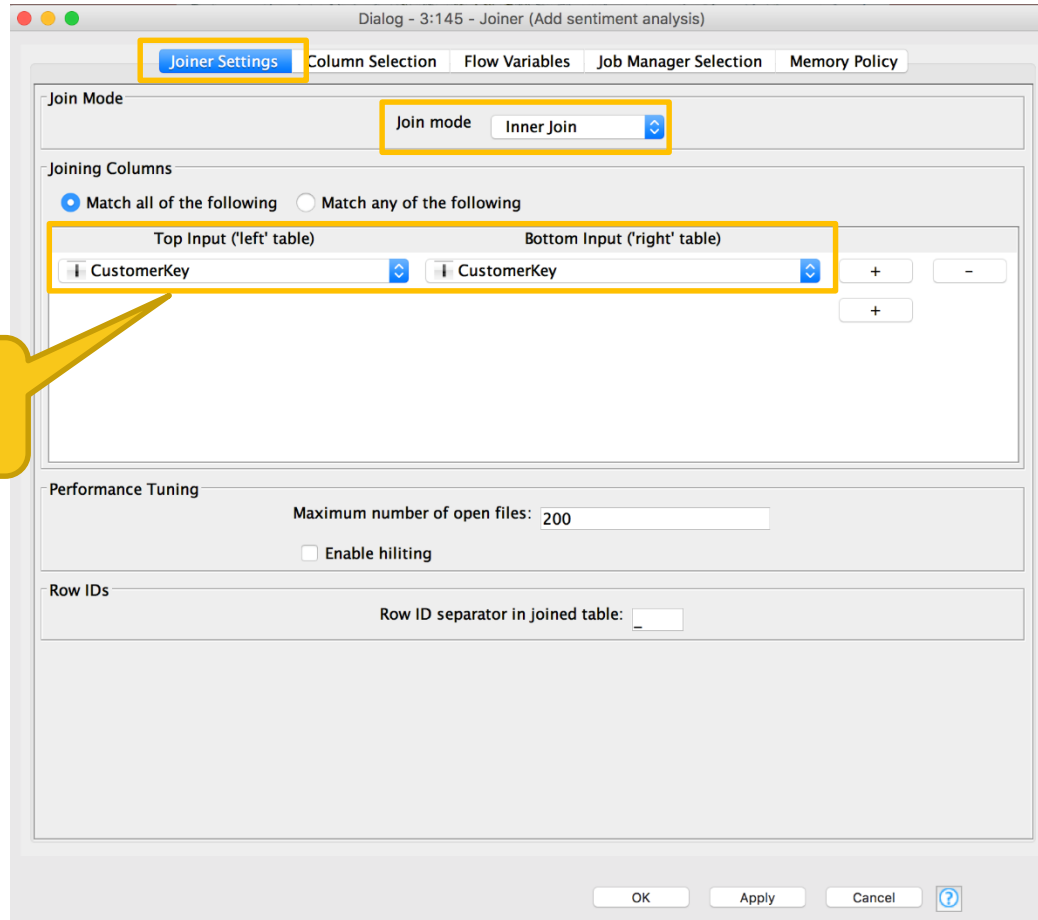 Dialog - 3:145 - Joiner (Add sentiment analysis)
Joiner Settings Column Selection Flow Variables Job Manager Selection Memory Policy
Join Mode
Join mode Inner Join
Joining Columns
Match all of the following Match any of the following
Top Input ('left' table) Bottom Input ('right' table)
CustomerKey CustomerKey + -
+
Performance Tuning
Maximum number of open files: 200
Enable hiliting
Row IDs
Row ID separator in joined table: _
OK Apply Cancel ?